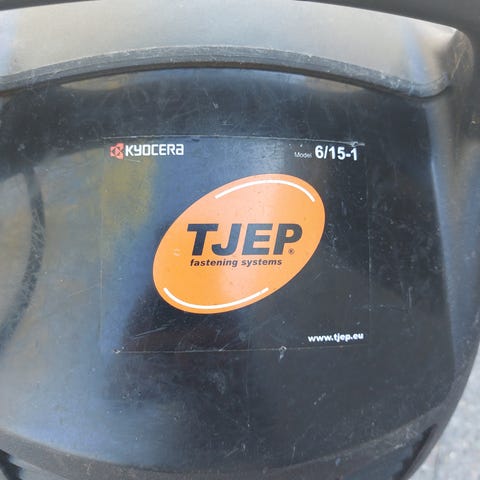 KYOCERA
Model 6/15-1
TJEP®
fastening systems
www.tjep.eu